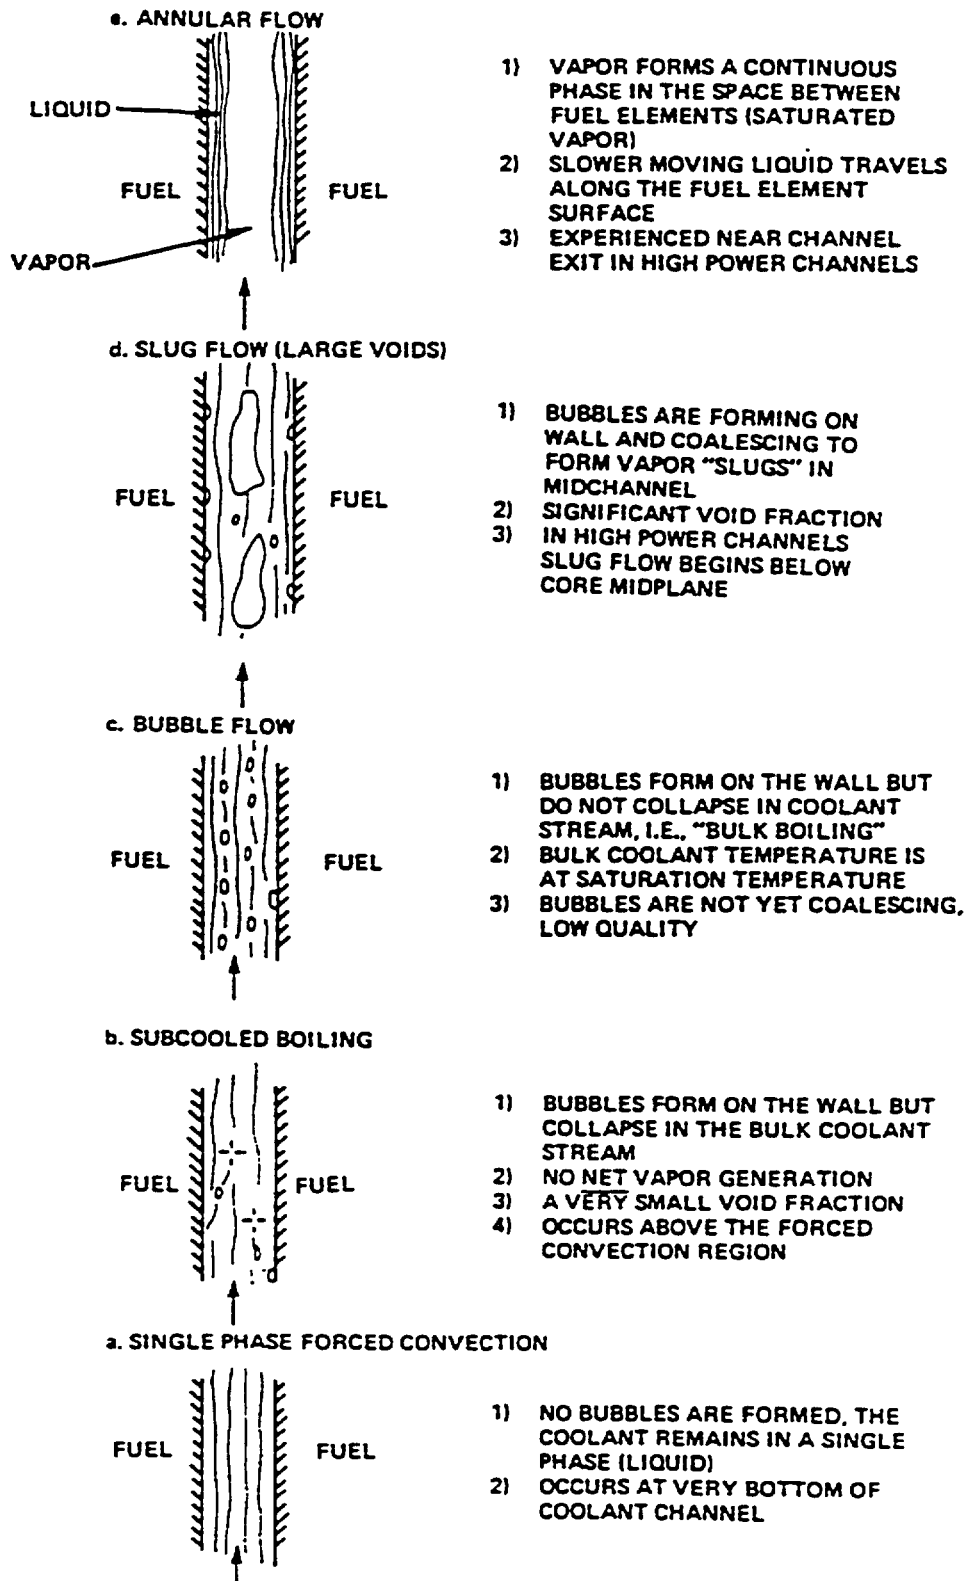 e. ANNULAR FLOW
LIQUID
FUEL FUEL
VAPOR
1) VAPOR FORMS A CONTINUOUS
PHASE IN THE SPACE BETWEEN
FUEL ELEMENTS (SATURATED
VAPOR)
2) SLOWER MOVING LIQUID TRAVELS
ALONG THE FUEL ELEMENT
SURFACE
3) EXPERIENCED NEAR CHANNEL
EXIT IN HIGH POWER CHANNELS
d. SLUG FLOW (LARGE VOIDS)
FUEL FUEL
1) BUBBLES ARE FORMING ON
WALL AND COALESCING TO
FORM VAPOR "SLUGS" IN
MIDCHANNEL
2) SIGNIFICANT VOID FRACTION
3) IN HIGH POWER CHANNELS
SLUG FLOW BEGINS BELOW
CORE MIDPLANE
c. BUBBLE FLOW
FUEL FUEL
1) BUBBLES FORM ON THE WALL BUT
DO NOT COLLAPSE IN COOLANT
STREAM, I.E., "BULK BOILING"
2) BULK COOLANT TEMPERATURE IS
AT SATURATION TEMPERATURE
3) BUBBLES ARE NOT YET COALESCING,
LOW QUALITY
b. SUBCOOLED BOILING
FUEL FUEL
1) BUBBLES FORM ON THE WALL BUT
COLLAPSE IN THE BULK COOLANT
STREAM
2) NO NET VAPOR GENERATION
3) A VERY SMALL VOID FRACTION
4) OCCURS ABOVE THE FORCED
CONVECTION REGION
a. SINGLE PHASE FORCED CONVECTION
FUEL FUEL
1) NO BUBBLES ARE FORMED, THE
COOLANT REMAINS IN A SINGLE
PHASE (LIQUID)
2) OCCURS AT VERY BOTTOM OF
COOLANT CHANNEL